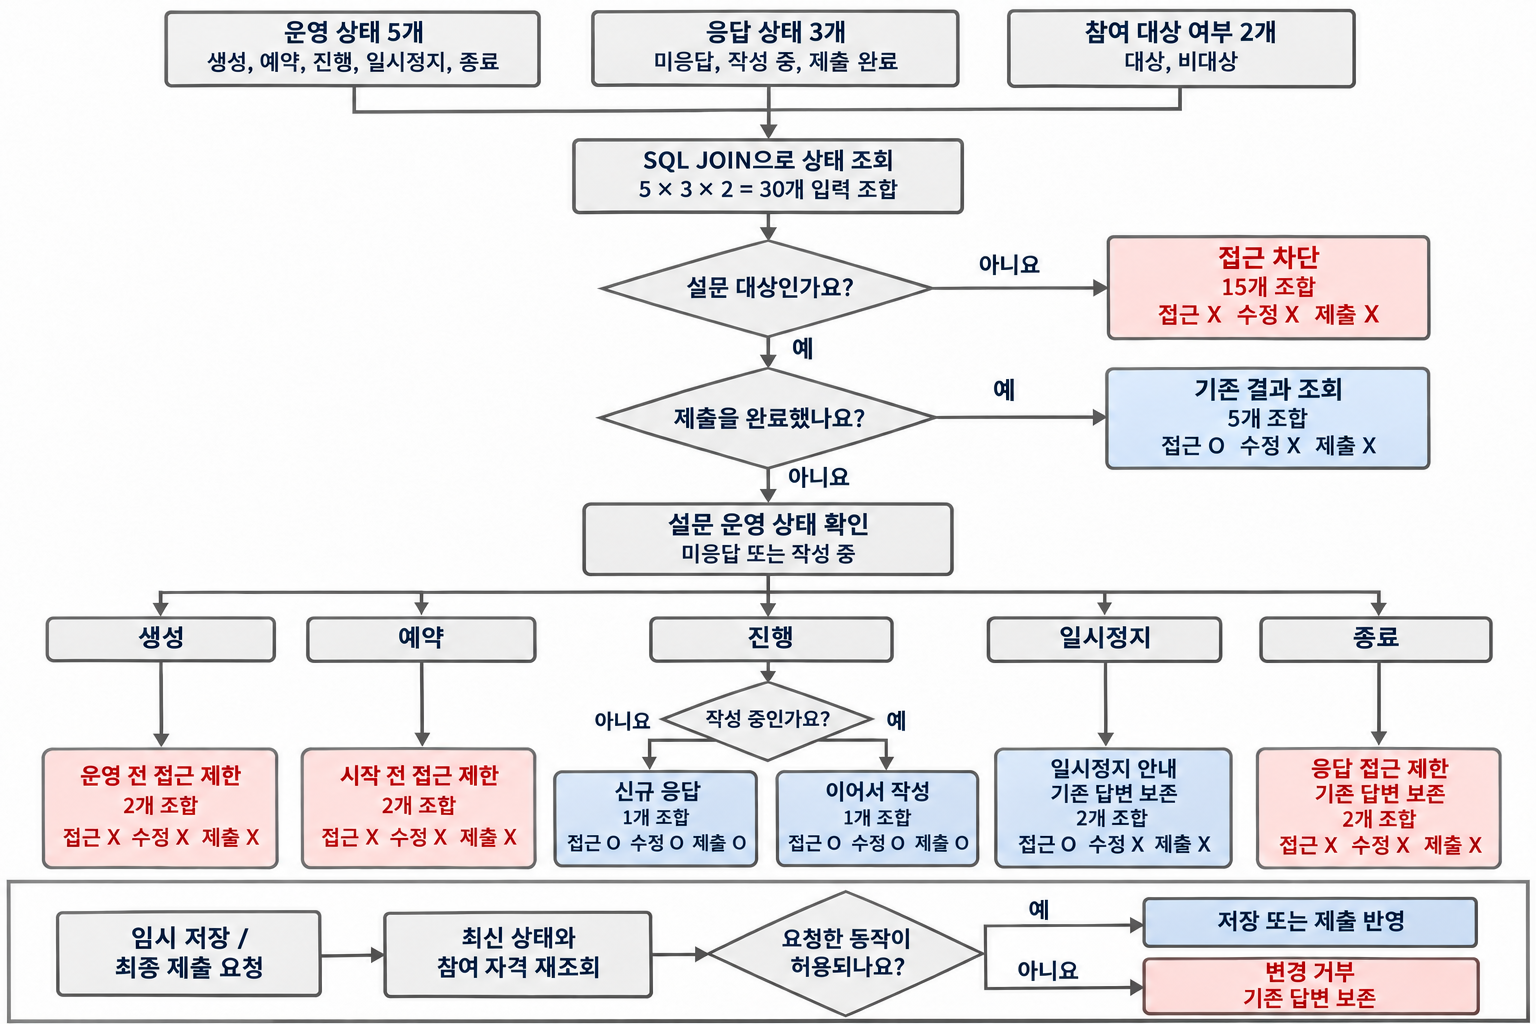 운영 상태 5개
생성, 예약, 진행, 일시정지, 종료
응답 상태 3개
미응답, 작성 중, 제출 완료
참여 대상 여부 2개
대상, 비대상
SQL JOIN으로 상태 조회
5 × 3 × 2 = 30개 입력 조합
설문 대상인가요?
아니요
접근 차단
15개 조합
접근 X 수정 X 제출 X
예
제출을 완료했나요?
예
기존 결과 조회
5개 조합
접근 O 수정 X 제출 X
아니요
설문 운영 상태 확인
미응답 또는 작성 중
생성
예약
진행
일시정지
종료
아니요
작성 중인가요?
예
운영 전 접근 제한
2개 조합
접근 X 수정 X 제출 X
시작 전 접근 제한
2개 조합
접근 X 수정 X 제출 X
신규 응답
1개 조합
접근 O 수정 O 제출 O
이어서 작성
1개 조합
접근 O 수정 O 제출 O
일시정지 안내
기존 답변 보존
2개 조합
접근 O 수정 X 제출 X
응답 접근 제한
기존 답변 보존
2개 조합
접근 X 수정 X 제출 X
임시 저장 /
최종 제출 요청
최신 상태와
참여 자격 재조회
요청한 동작이
허용되나요?
예
저장 또는 제출 반영
아니요
변경 거부
기존 답변 보존